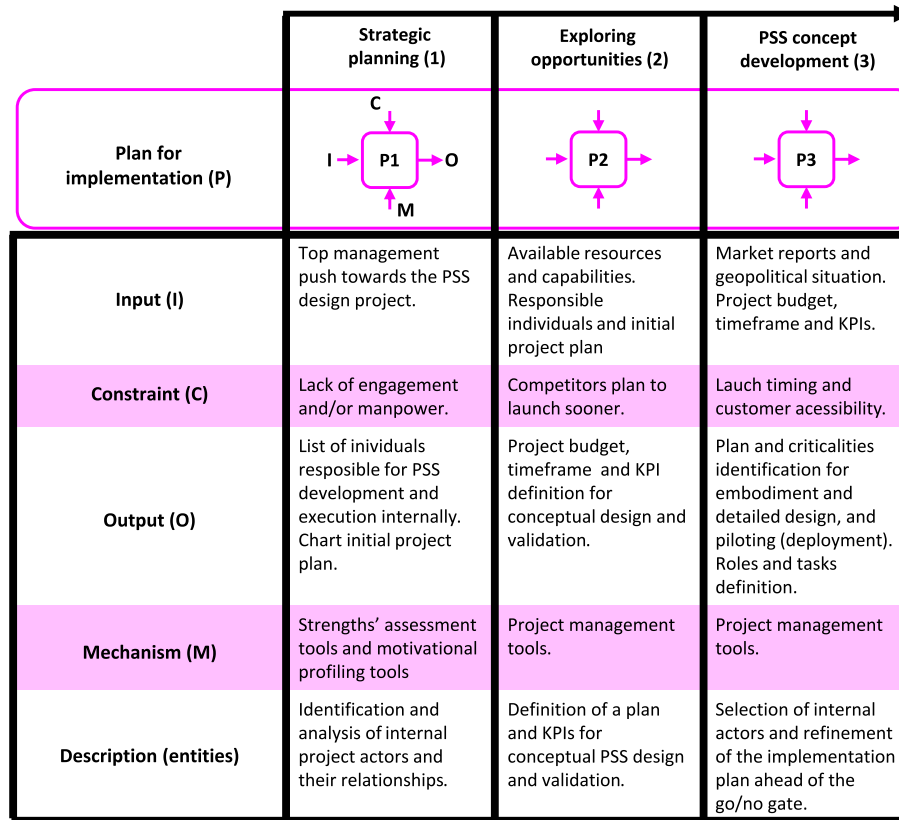 Strategic
planning (1)
Exploring
opportunities (2)
PSS concept
development (3)
Plan for
implementation (P)
C
I
P1
O
M
P2
P3
Input (I)
Top management
push towards the PSS
design project.
Available resources
and capabilities.
Responsible
individuals and initial
project plan
Market reports and
geopolitical situation.
Project budget,
timeframe and KPIs.
Constraint (C)
Lack of engagement
and/or manpower.
Competitors plan to
launch sooner.
Lauch timing and
customer acessibility.
Output (O)
List of inividuals
resposible for PSS
development and
execution internally.
Chart initial project
plan.
Project budget,
timeframe  and KPI
definition for
conceptual design and
validation.
Plan and criticalities
identification for
embodiment and
detailed design, and
piloting (deployment).
Roles and tasks
definition.
Mechanism (M)
Strengths’ assessment
tools and motivational
profiling tools
Project management
tools.
Project management
tools.
Description (entities)
Identification and
analysis of internal
project actors and
their relationships.
Definition of a plan
and KPIs for
conceptual PSS design
and validation.
Selection of internal
actors and refinement
of the implementation
plan ahead of the
go/no gate.